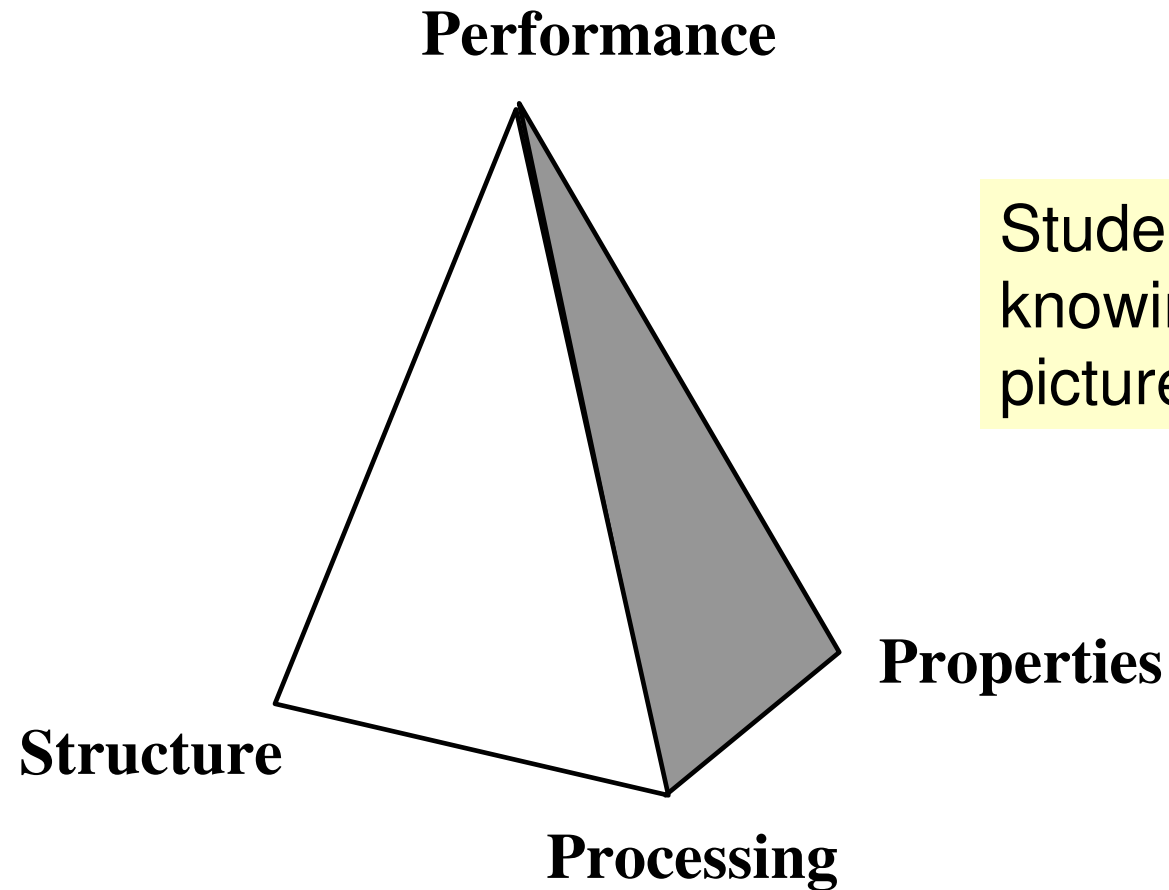 Performance
Stude
knowi
picture
Properties
Structure
Processing